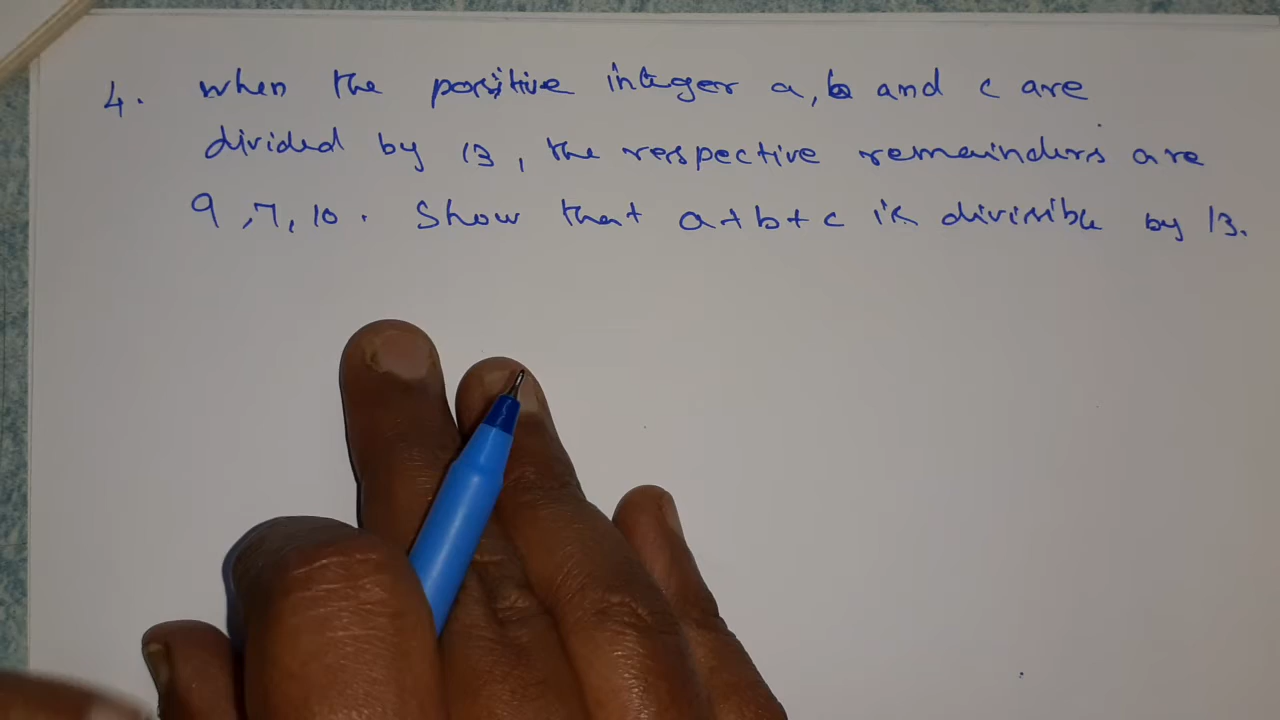 4. when the positive integer a, b and c are
divided by 13, the respective remainders are
9, 7, 10. Show that a+b+c is divisible by 13.